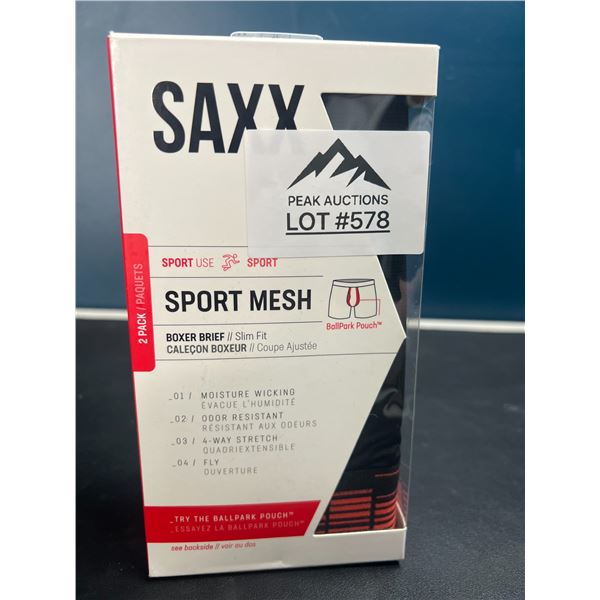 SAXX
PEAK AUCTIONS
LOT #578
2 PACK / PAQUETS
SPORT USE SPORT
SPORT MESH
BallPark Pouch™
BOXER BRIEF // Slim Fit
CALEÇON BOXEUR // Coupe Ajustée
_01 / MOISTURE WICKING
ÉVACUE L'HUMIDITÉ
_02 / ODOR RESISTANT
RÉSISTANT AUX ODEURS
_03 / 4-WAY STRETCH
QUADRIEXTENSIBLE
_04 / FLY
OUVERTURE
_TRY THE BALLPARK POUCH™
_ESSAYEZ LA BALLPARK POUCH™
see backside // voir au dos